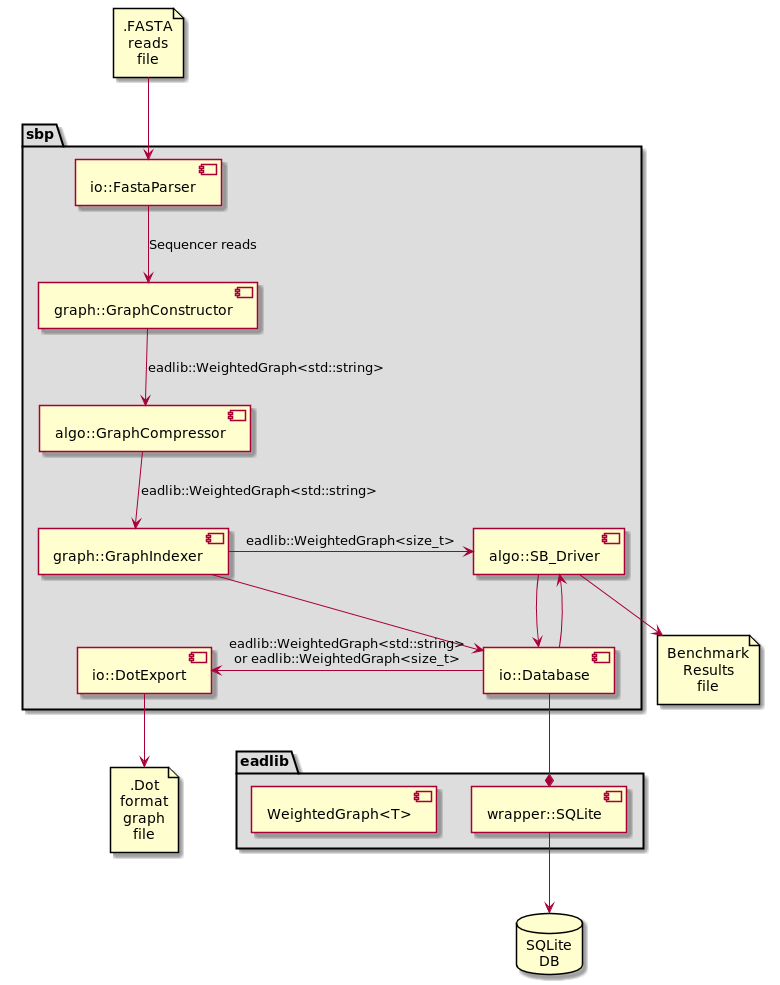 .FASTA
reads
file
sbp
io::FastaParser
Sequencer reads
graph::GraphConstructor
eadlib::WeightedGraph<std::string>
algo::GraphCompressor
eadlib::WeightedGraph<std::string>
graph::GraphIndexer
eadlib::WeightedGraph<size_t>
algo::SB_Driver
eadlib::WeightedGraph<std::string>
or eadlib::WeightedGraph<size_t>
io::DotExport
io::Database
Benchmark
Results
file
.Dot
format
graph
file
eadlib
WeightedGraph<T>
wrapper::SQLite
SQLite
DB